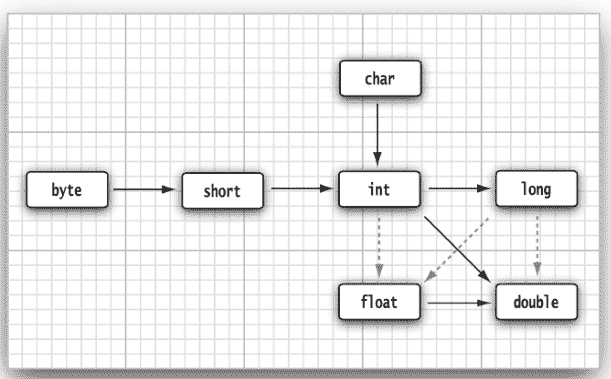 char
byte
short
int
long
float
double